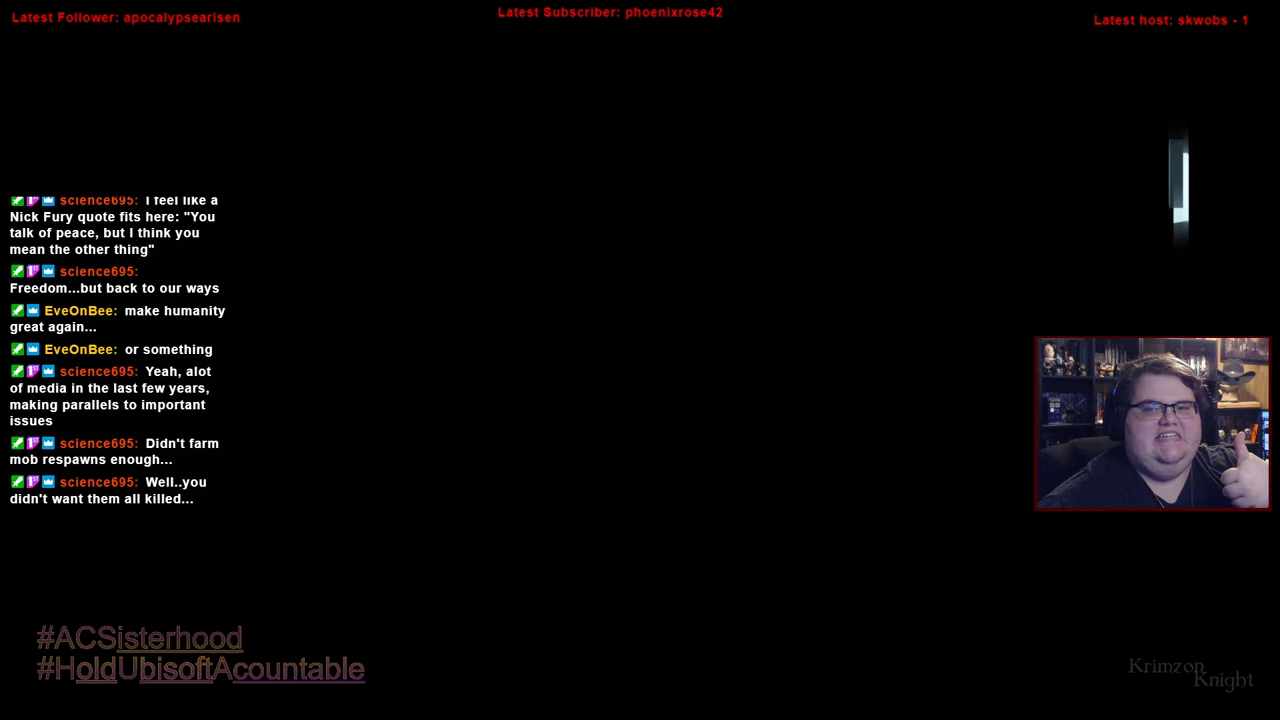 Latest Follower: apocalypsearisen
Latest Subscriber: phoenixrose42
Latest host: skwobs - 1
science695: I feel like a
Nick Fury quote fits here: "You
talk of peace, but I think you
mean the other thing"
science695:
Freedom...but back to our ways
EveOnBee: make humanity
great again...
EveOnBee: or something
science695: Yeah, alot
of media in the last few years,
making parallels to important
issues
science695: Didn't farm
mob respawns enough...
science695: Well..you
didn't want them all killed...
#ACSisterhood
#HoldUbisoftAcountable
Krimzon
Knight